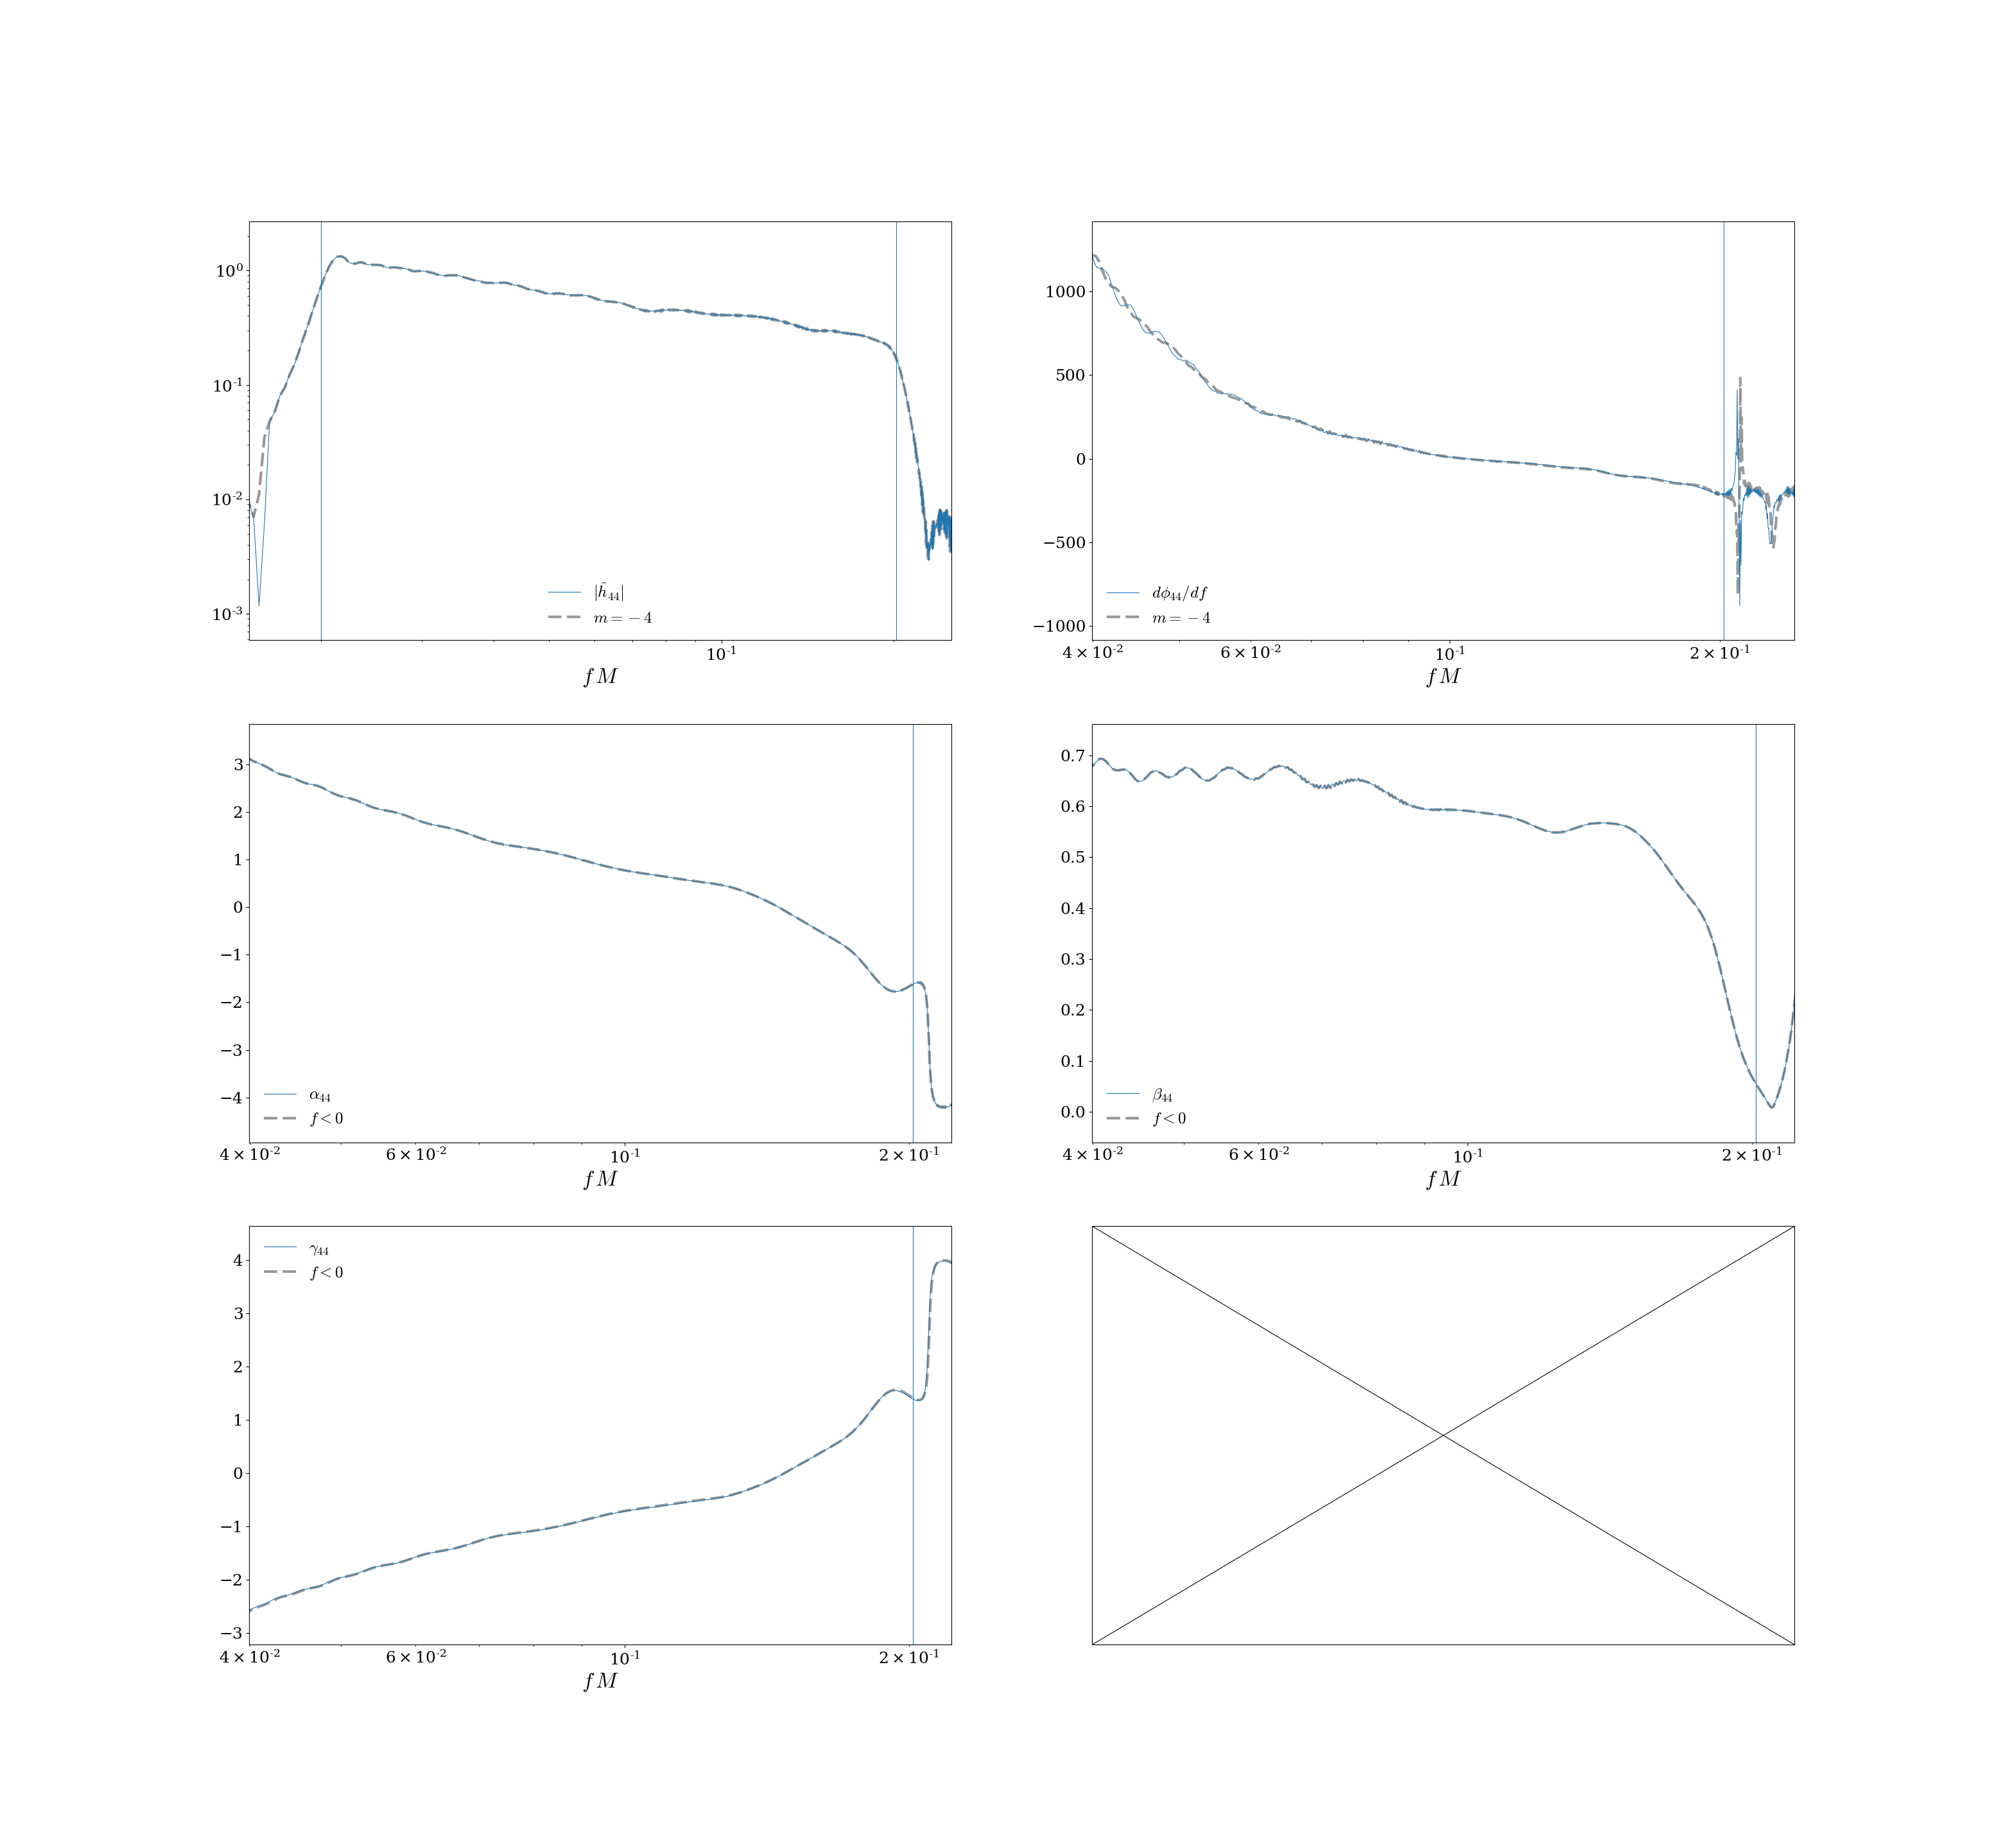 10⁰
10⁻¹
10⁻²
10⁻³
|h̃₄₄|
m = −4
10⁻¹
fM
1000
500
0
−500
−1000
dϕ₄₄/df
m = −4
4 × 10⁻² 6 × 10⁻² 10⁻¹ 2 × 10⁻¹
fM
3
2
1
0
−1
−2
−3
−4
α₄₄
f < 0
4 × 10⁻² 6 × 10⁻² 10⁻¹ 2 × 10⁻¹
fM
0.7
0.6
0.5
0.4
0.3
0.2
0.1
0.0
β₄₄
f < 0
4 × 10⁻² 6 × 10⁻² 10⁻¹ 2 × 10⁻¹
fM
γ₄₄
f < 0
4
3
2
1
0
−1
−2
−3
4 × 10⁻² 6 × 10⁻² 10⁻¹ 2 × 10⁻¹
fM